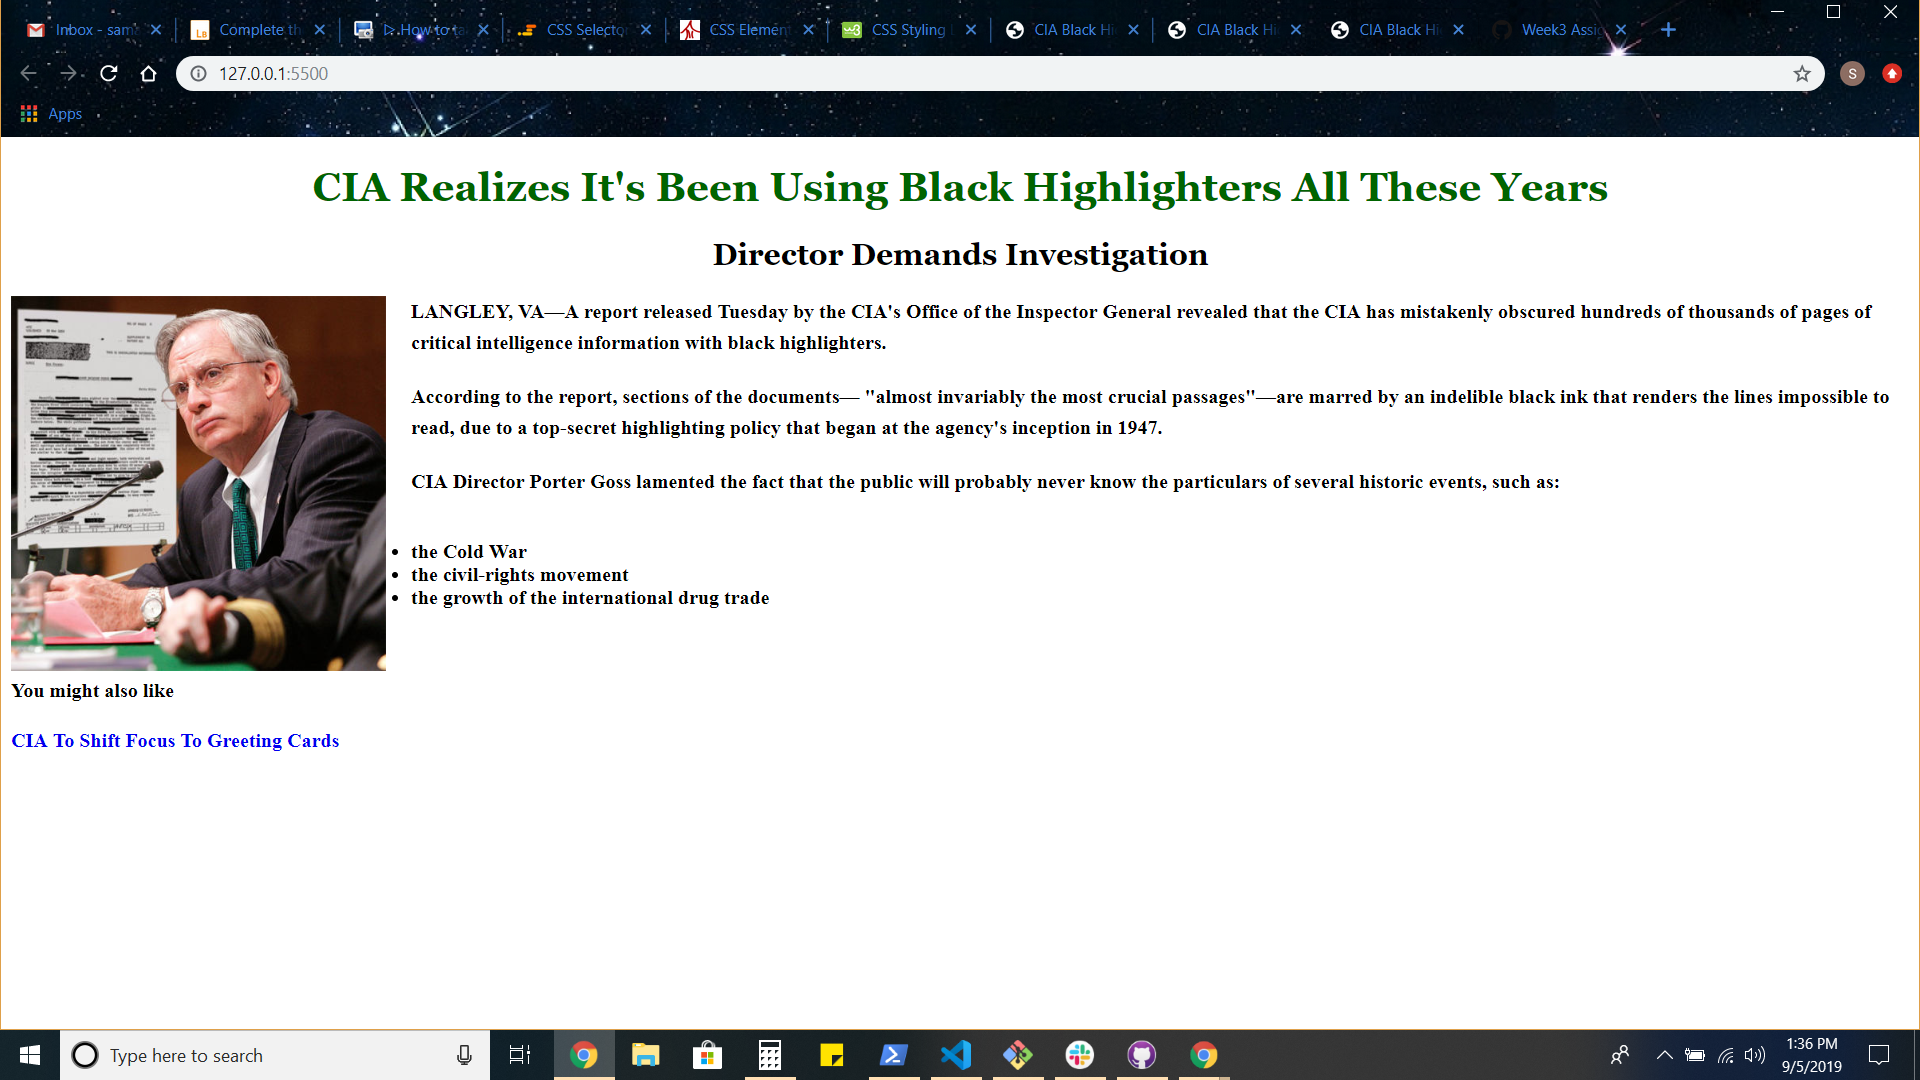 Inbox - sam
Complete th
How to ta
CSS Selector
CSS Elemen
CSS Styling
CIA Black Hi
CIA Black Hi
CIA Black Hi
Week3 Assig
127.0.0.1:5500
S
Apps
CIA Realizes It's Been Using Black Highlighters All These Years
Director Demands Investigation
LANGLEY, VA—A report released Tuesday by the CIA's Office of the Inspector General revealed that the CIA has mistakenly obscured hundreds of thousands of pages of
critical intelligence information with black highlighters.
According to the report, sections of the documents— "almost invariably the most crucial passages"—are marred by an indelible black ink that renders the lines impossible to
read, due to a top-secret highlighting policy that began at the agency's inception in 1947.
CIA Director Porter Goss lamented the fact that the public will probably never know the particulars of several historic events, such as:
• the Cold War
• the civil-rights movement
• the growth of the international drug trade
You might also like
CIA To Shift Focus To Greeting Cards
Type here to search
1:36 PM
9/5/2019